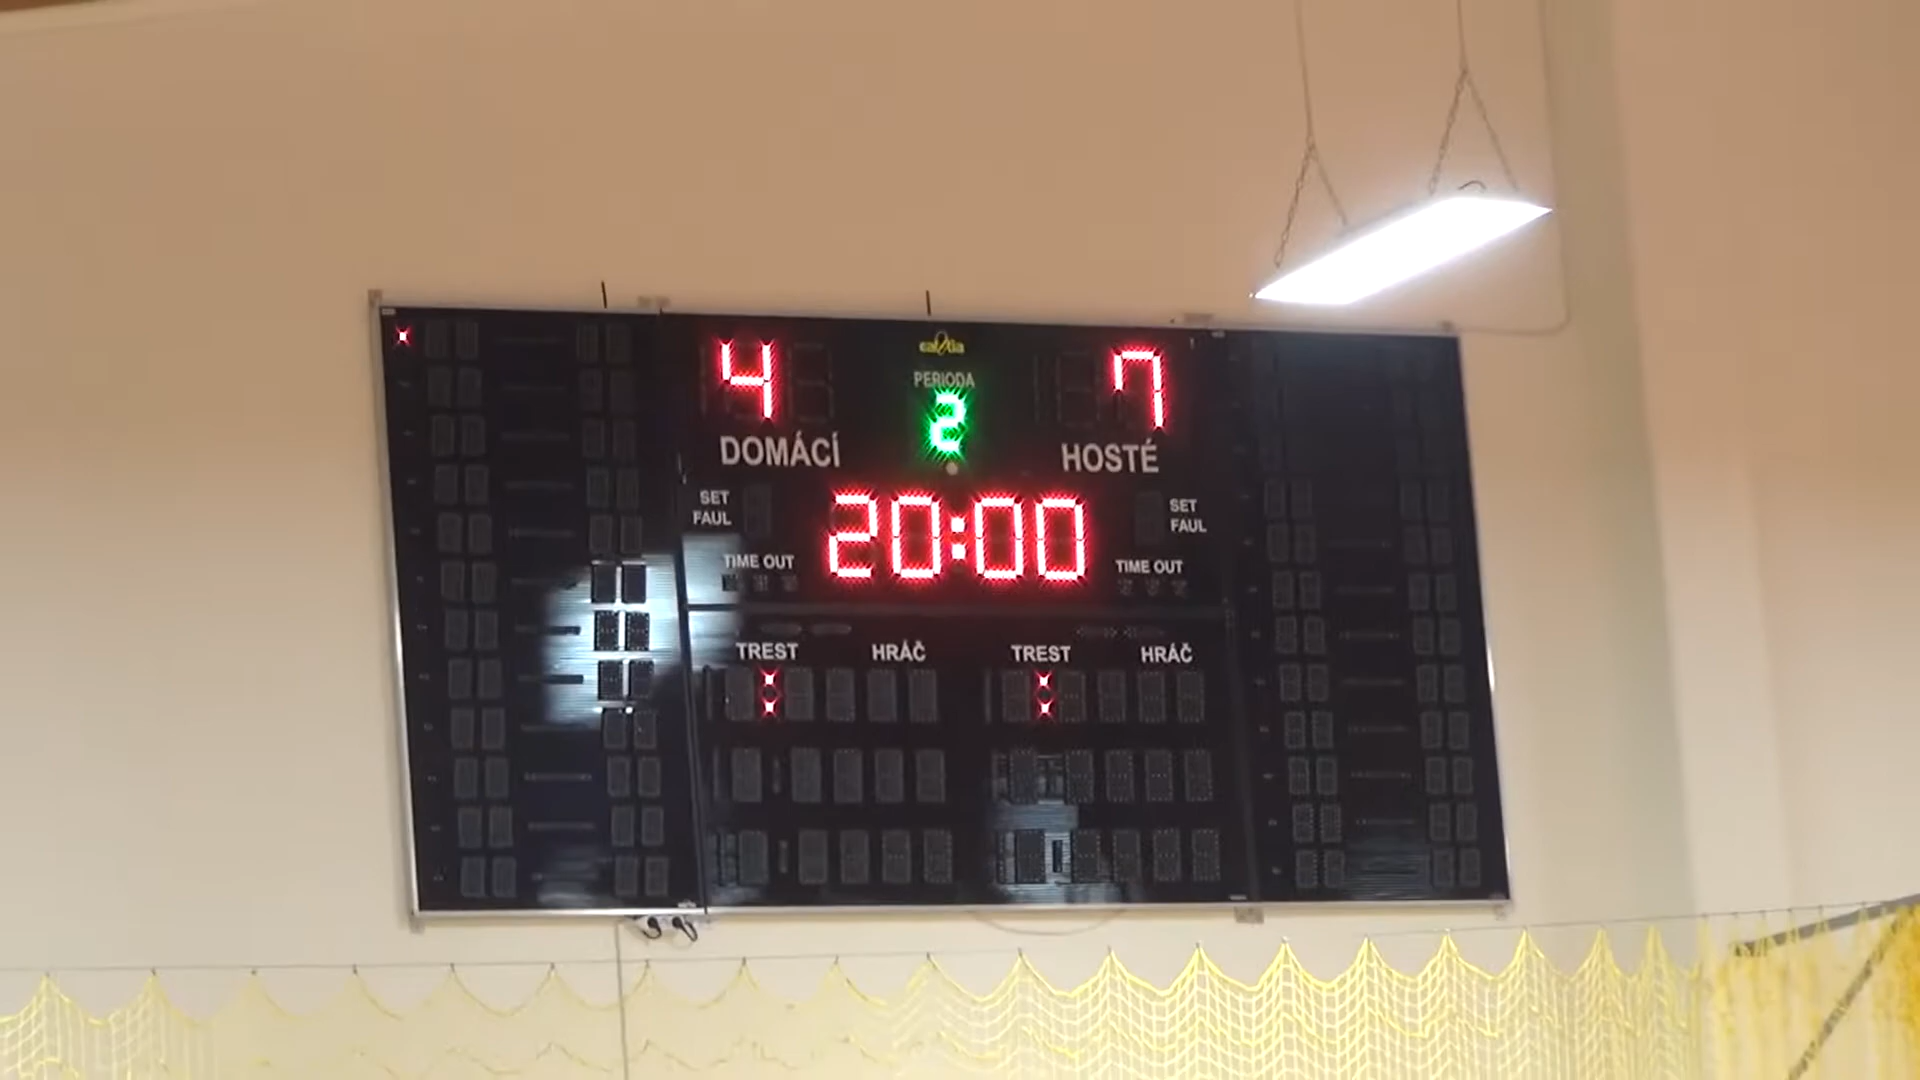 4 7
PERIODA
2
DOMÁCÍ HOSTÉ
SET FAUL
20:00
SET FAUL
TIME OUT TIME OUT
TREST HRÁČ TREST HRÁČ